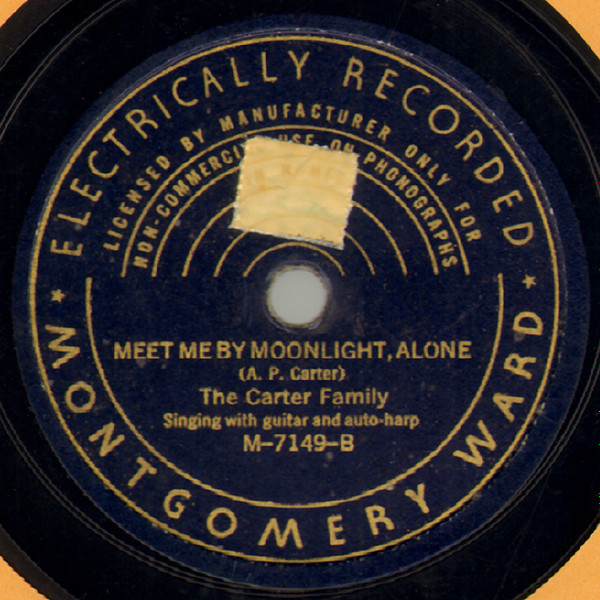 ELECTRICALLY RECORDED
LICENSED BY MANUFACTURER ONLY FOR
NON-COMMERCIAL USE ON PHONOGRAPHS
MEET ME BY MOONLIGHT, ALONE
(A. P. Carter)
The Carter Family
Singing with guitar and auto-harp
M-7149-B
★ MONTGOMERY WARD ★